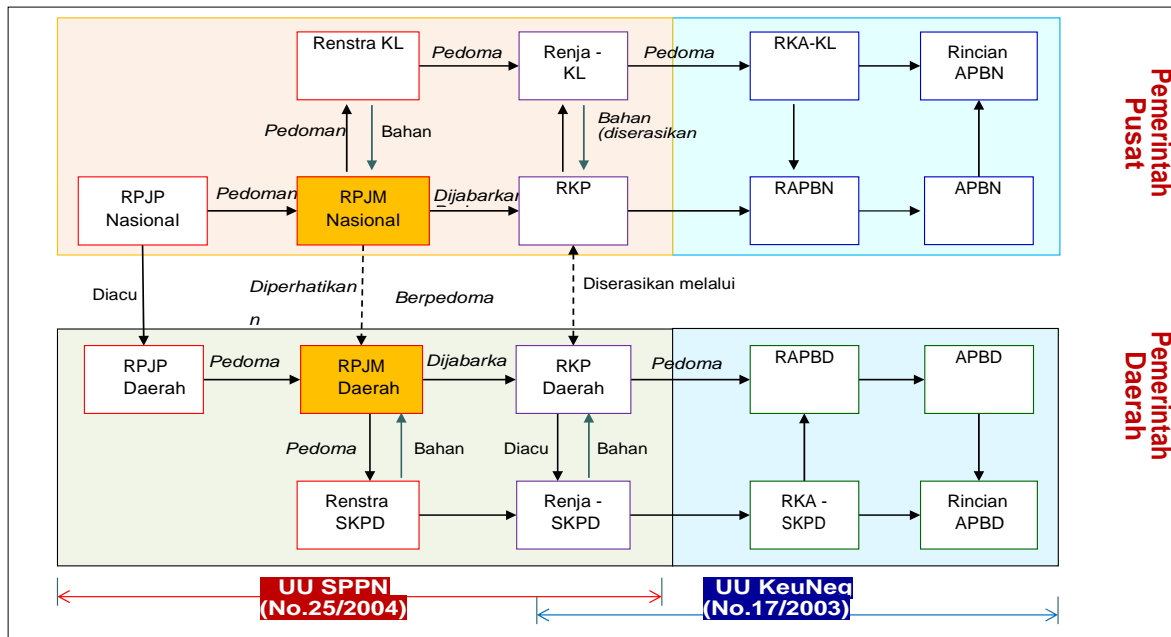 Renstra KL
Pedoma
Renja -
KL
Pedoma
RKA-KL
Rincian
APBN
Pedoman
Bahan
Bahan
(diserasikan
RPJP
Nasional
Pedoman
RPJM
Nasional
Dijabarkan
RKP
RAPBN
APBN
Pemerintah
Pusat
Diacu
Diperhatikan
n
Berpedoma
Diserasikan melalui
RPJP
Daerah
Pedoma
RPJM
Daerah
Dijabarka
RKP
Daerah
Pedoma
RAPBD
APBD
Pedoma
Bahan
Diacu
Bahan
Renstra
SKPD
Renja -
SKPD
RKA -
SKPD
Rincian
APBD
Pemerintah
Daerah
UU SPPN
(No.25/2004)
UU KeuNeg
(No.17/2003)